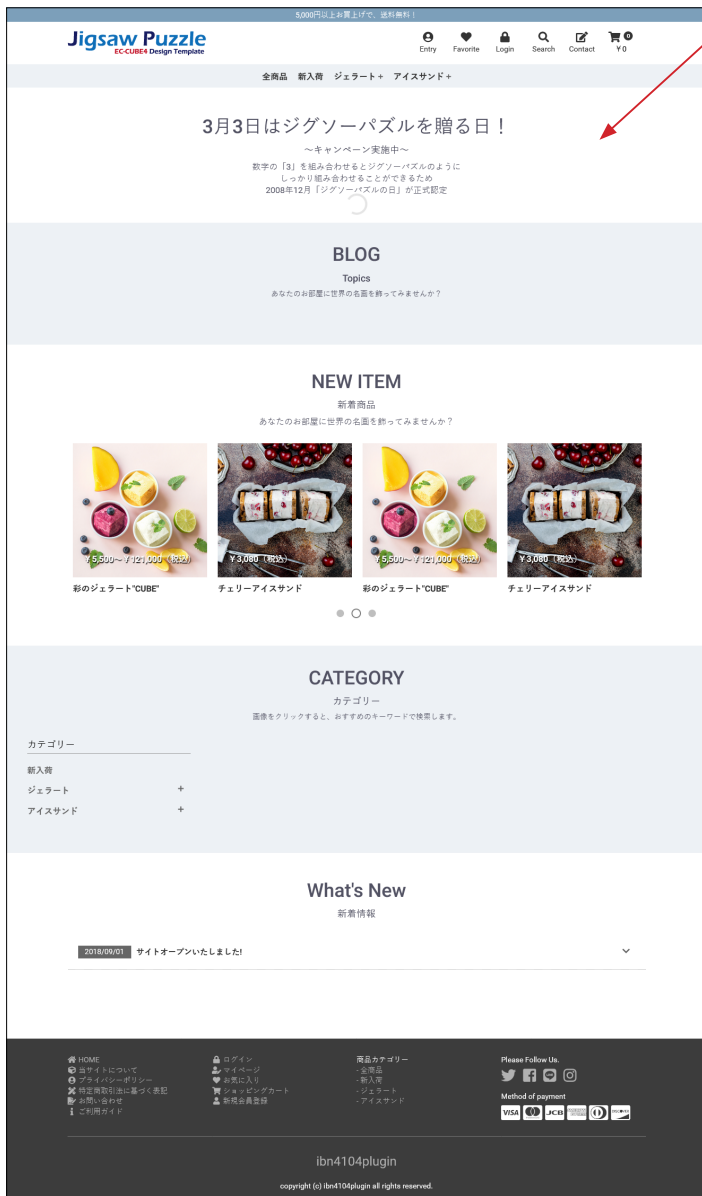 5,000円以上お買上げで、送料無料！
Jigsaw Puzzle
EC-CUBE4 Design Template
Entry
Favorite
Login
Search
Contact
0
¥ 0
全商品 新入荷 ジェラート+ アイスサンド+
3月3日はジグソーパズルを贈る日！
〜キャンペーン実施中〜
数字の「3」を組み合わせるとジグソーパズルのように
しっかり組み合わせることができるため
2008年12月「ジグソーパズルの日」が正式認定
BLOG
Topics
あなたのお部屋に世界の名画を飾ってみませんか？
NEW ITEM
新着商品
あなたのお部屋に世界の名画を飾ってみませんか？
¥ 5,500〜 ¥ 121,000（税込）
¥ 3,080（税込）
¥ 5,500〜 ¥ 121,000（税込）
¥ 3,080（税込）
彩のジェラート"CUBE"
チェリーアイスサンド
彩のジェラート"CUBE"
チェリーアイスサンド
CATEGORY
カテゴリー
画像をクリックすると、おすすめのキーワードで検索します。
カテゴリー
新入荷
ジェラート +
アイスサンド +
What's New
新着情報
2018/09/01 サイトオープンいたしました!
HOME
当サイトについて
プライバシーポリシー
特定商取引法に基づく表記
お問い合わせ
ご利用ガイド
ログイン
マイページ
お気に入り
ショッピングカート
新規会員登録
商品カテゴリー
- 全商品
- 新入荷
- ジェラート
- アイスサンド
Please Follow Us.
Method of payment
VISA
JCB
DISCOVER
ibn4104plugin
copyright (c) ibn4104plugin all rights reserved.